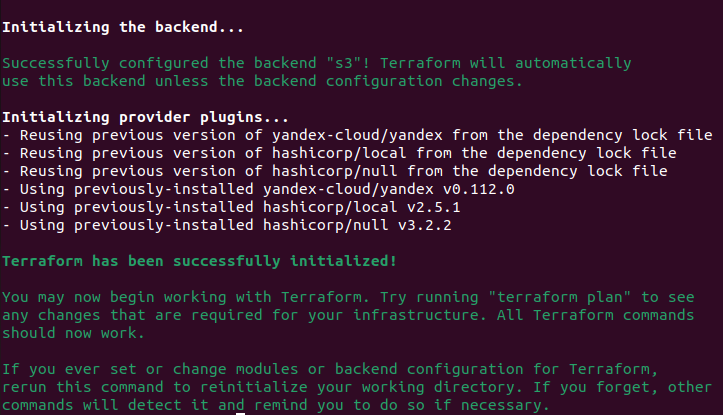 Initializing the backend...
Successfully configured the backend "s3"! Terraform will automatically
use this backend unless the backend configuration changes.
Initializing provider plugins...
- Reusing previous version of yandex-cloud/yandex from the dependency lock file
- Reusing previous version of hashicorp/local from the dependency lock file
- Reusing previous version of hashicorp/null from the dependency lock file
- Using previously-installed yandex-cloud/yandex v0.112.0
- Using previously-installed hashicorp/local v2.5.1
- Using previously-installed hashicorp/null v3.2.2
Terraform has been successfully initialized!
You may now begin working with Terraform. Try running "terraform plan" to see
any changes that are required for your infrastructure. All Terraform commands
should now work.
If you ever set or change modules or backend configuration for Terraform,
rerun this command to reinitialize your working directory. If you forget, other
commands will detect it and remind you to do so if necessary.